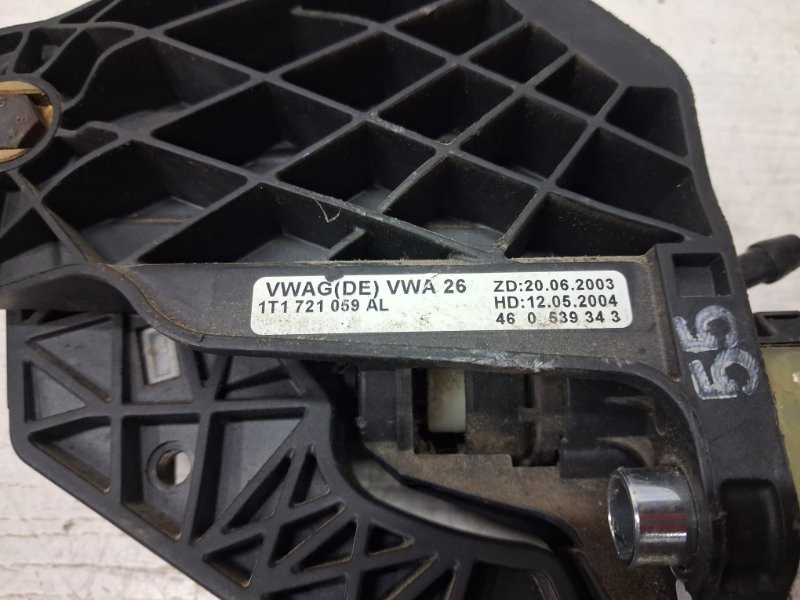 VWAG(DE) VWA 26 ZD:20.06.2003
1T1 721 059 AL HD:12.05.2004
46 0 539 34 3
55